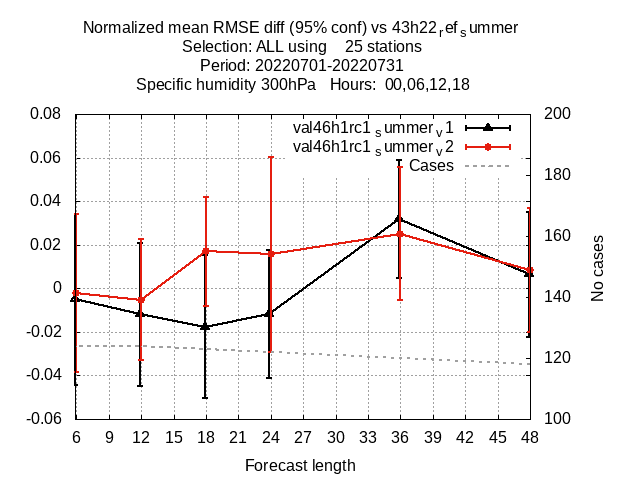 Normalized mean RMSE diff (95% conf) vs 43h22refsummer
Selection: ALL using    25 stations
Period: 20220701-20220731
Specific humidity 300hPa   Hours:  00,06,12,18
val46h1rc1summerv1
val46h1rc1summerv2
Cases
0.08
0.06
0.04
0.02
0
-0.02
-0.04
-0.06
200
180
160
140
120
100
No cases
6 9 12 15 18 21 24 27 30 33 36 39 42 45 48
Forecast length